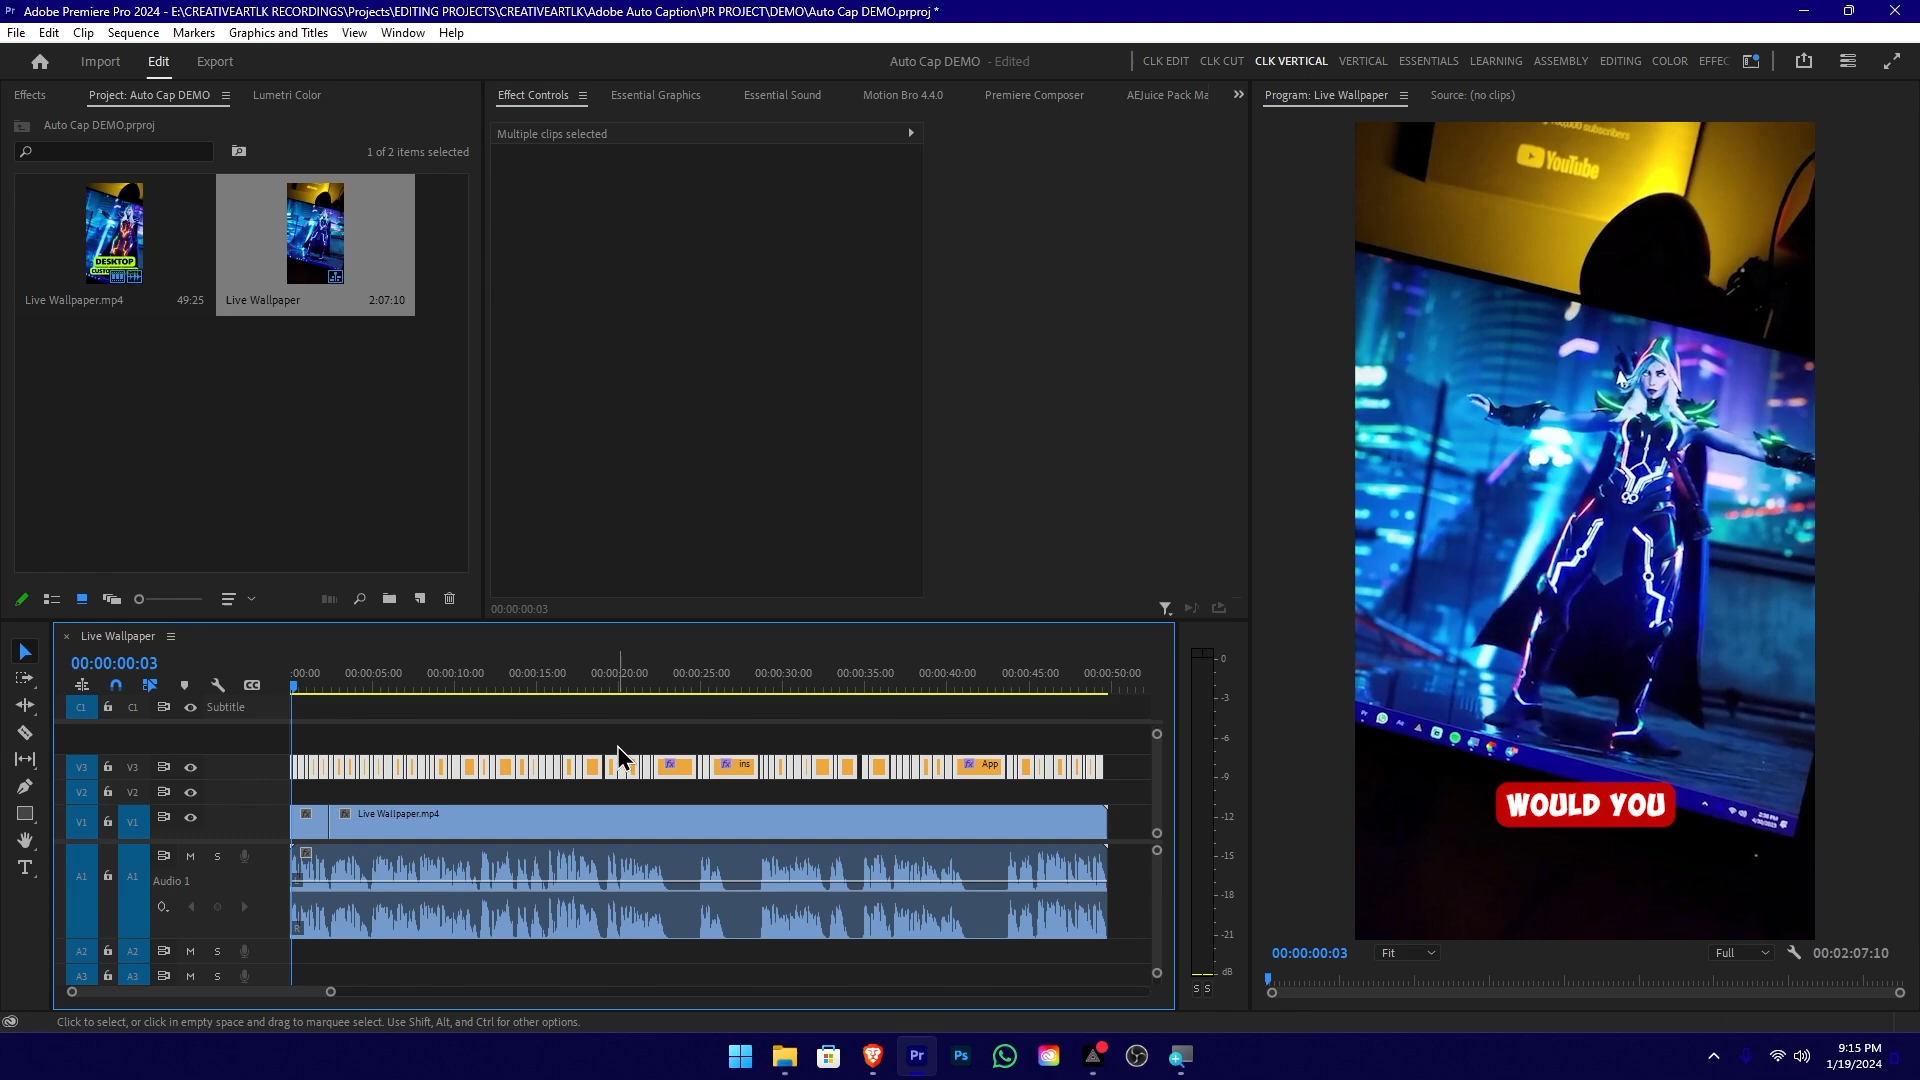 Adobe Premiere Pro 2024 - E:\CREATIVEARTLK RECORDINGS\Projects\EDITING PROJECTS\CREATIVEARTLK\Adobe Auto Caption\PR PROJECT\DEMO\Auto Cap DEMO.prproj *
File Edit Clip Sequence Markers Graphics and Titles View Window Help
Import Edit Export
Auto Cap DEMO - Edited
CLK EDIT CLK CUT CLK VERTICAL VERTICAL ESSENTIALS LEARNING ASSEMBLY EDITING COLOR EFFEC
Effects Project: Auto Cap DEMO Lumetri Color
Effect Controls Essential Graphics Essential Sound Motion Bro 4.4.0 Premiere Composer AEJuice Pack Ma
Program: Live Wallpaper Source: (no clips)
Auto Cap DEMO.prproj
1 of 2 items selected
Multiple clips selected
subscribers
YouTube
DESKTOP
Live Wallpaper.mp4 49:25
Live Wallpaper 2:07:10
00:00:00:03
Live Wallpaper
00:00:00:03
:00:00 00:00:05:00 00:00:10:00 00:00:15:00 00:00:20:00 00:00:25:00 00:00:30:00 00:00:35:00 00:00:40:00 00:00:45:00 00:00:50:00
C1 C1 Subtitle
V3 V3
fx fx ins fx App
V2 V2
V1 V1
fx fx Live Wallpaper.mp4
A1 A1 M S
Audio 1
L
R
A2 A2 M S
A3 A3 M S
0
-3
-6
-9
-12
-15
-18
-21
dB
S S
WOULD YOU
00:00:00:03 Fit Full 00:02:07:10
Click to select, or click in empty space and drag to marquee select. Use Shift, Alt, and Ctrl for other options.
Pr Ps
9:15 PM
1/19/2024